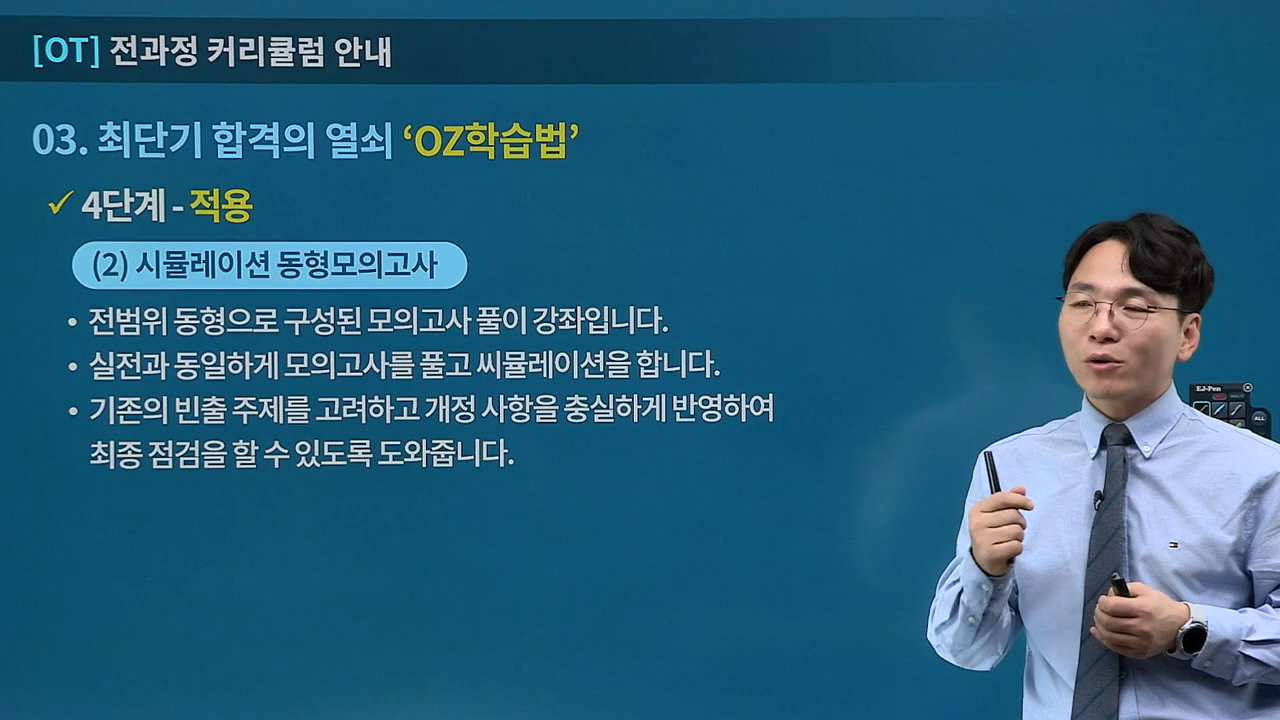 [OT] 전과정 커리큘럼 안내
03. 최단기 합격의 열쇠 ‘OZ학습법’
✓ 4단계 - 적용
(2) 시뮬레이션 동형모의고사
• 전범위 동형으로 구성된 모의고사 풀이 강좌입니다.
• 실전과 동일하게 모의고사를 풀고 씨뮬레이션을 합니다.
• 기존의 빈출 주제를 고려하고 개정 사항을 충실하게 반영하여
최종 점검을 할 수 있도록 도와줍니다.
EJ-Pen
ALL